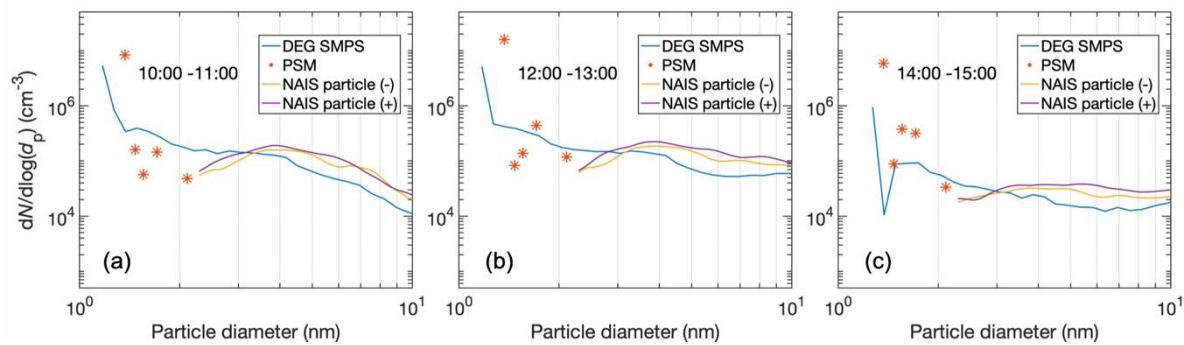 dN/dlog(dp) (cm-3)
10^6
10^4
DEG SMPS
PSM
NAIS particle (-)
NAIS particle (+)
10:00 -11:00
(a)
10^0
10^1
Particle diameter (nm)
DEG SMPS
PSM
NAIS particle (-)
NAIS particle (+)
12:00 -13:00
10^6
10^4
(b)
10^0
10^1
Particle diameter (nm)
DEG SMPS
PSM
NAIS particle (-)
NAIS particle (+)
14:00 -15:00
10^6
10^4
(c)
10^0
10^1
Particle diameter (nm)